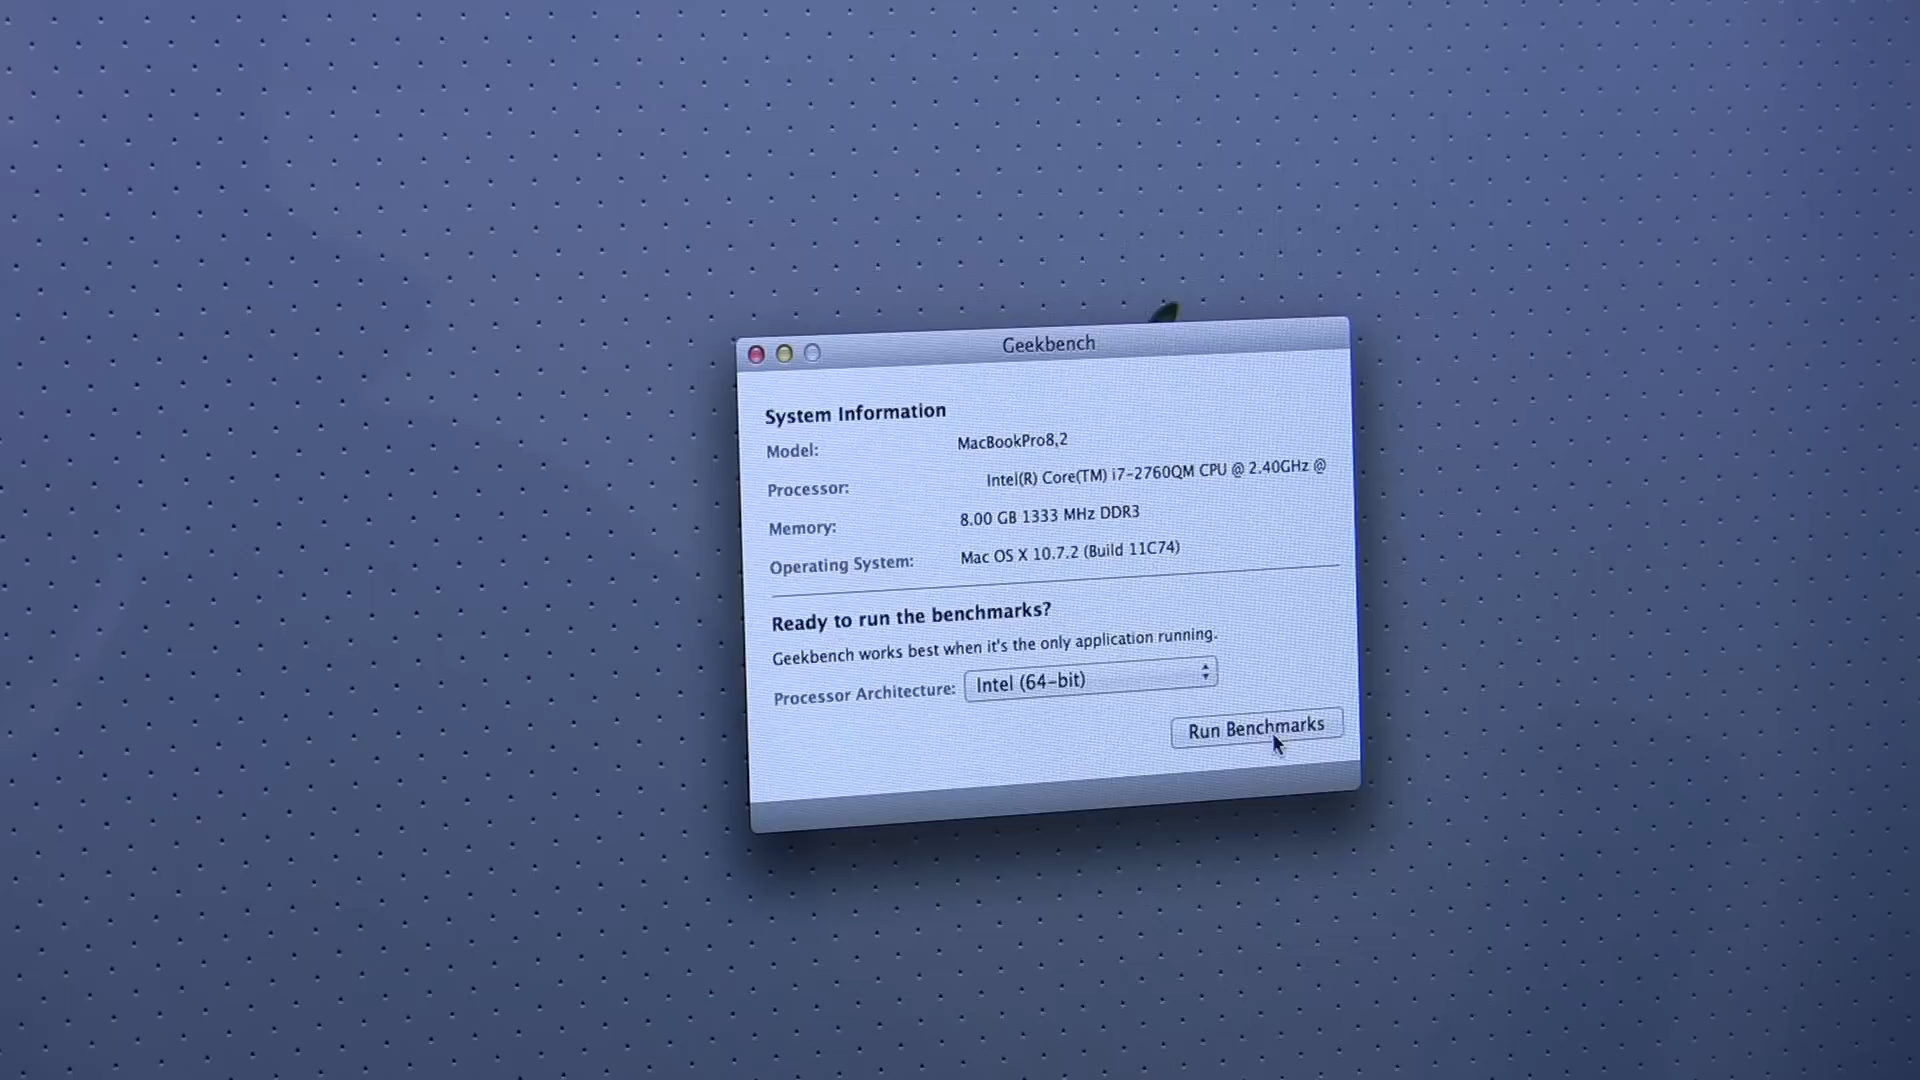 Geekbench
System Information
Model: MacBookPro8,2
Processor: Intel(R) Core(TM) i7-2760QM CPU @ 2.40GHz @
Memory: 8.00 GB 1333 MHz DDR3
Operating System: Mac OS X 10.7.2 (Build 11C74)
Ready to run the benchmarks?
Geekbench works best when it's the only application running.
Processor Architecture: Intel (64-bit)
Run Benchmarks